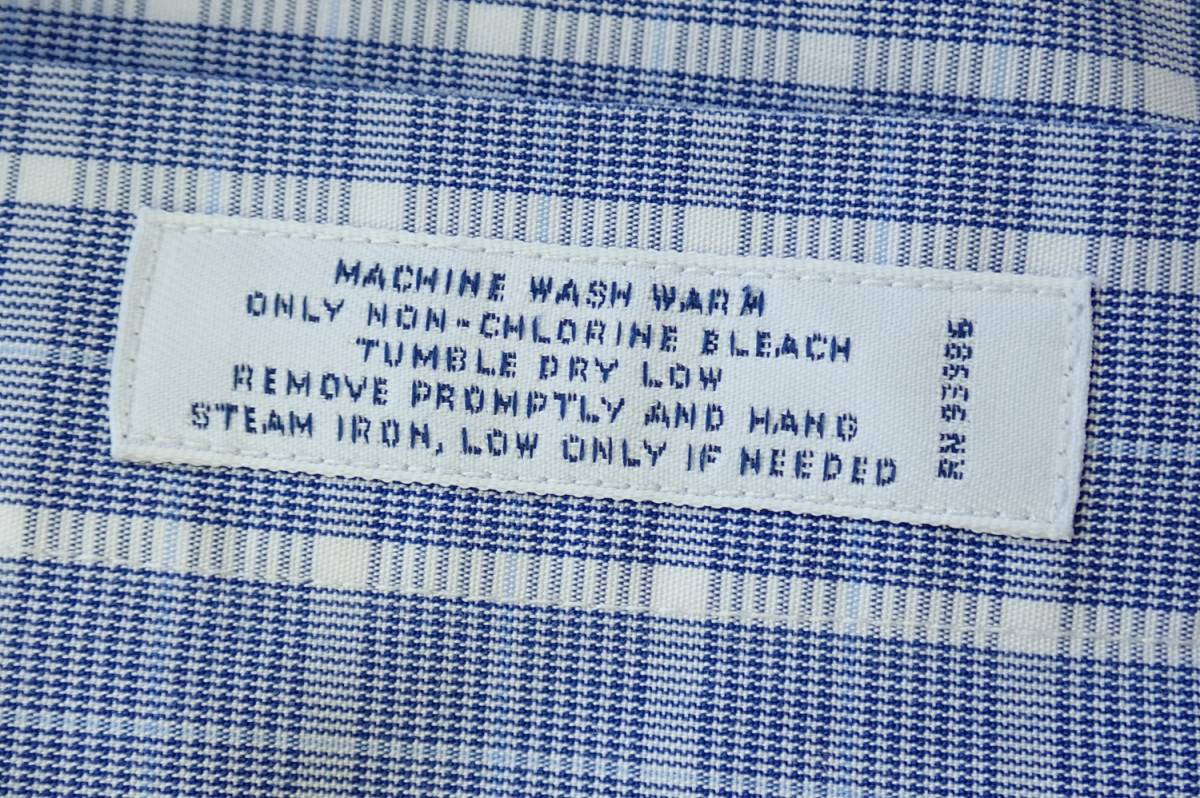 MACHINE WASH WARM
ONLY NON-CHLORINE BLEACH
TUMBLE DRY LOW
REMOVE PROMPTLY AND HANG
STEAM IRON, LOW ONLY IF NEEDED